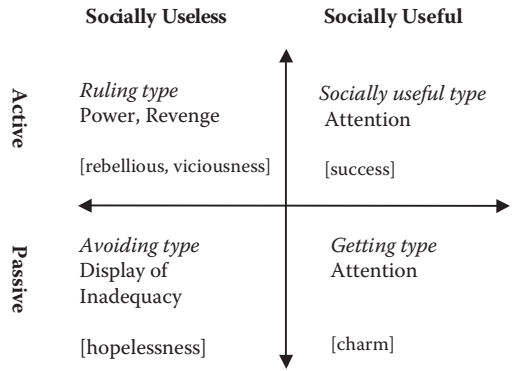 Socially Useless
Socially Useful
Active
Ruling type
Power, Revenge
[rebellious, viciousness]
Socially useful type
Attention
[success]
Passive
Avoiding type
Display of
Inadequacy
[hopelessness]
Getting type
Attention
[charm]